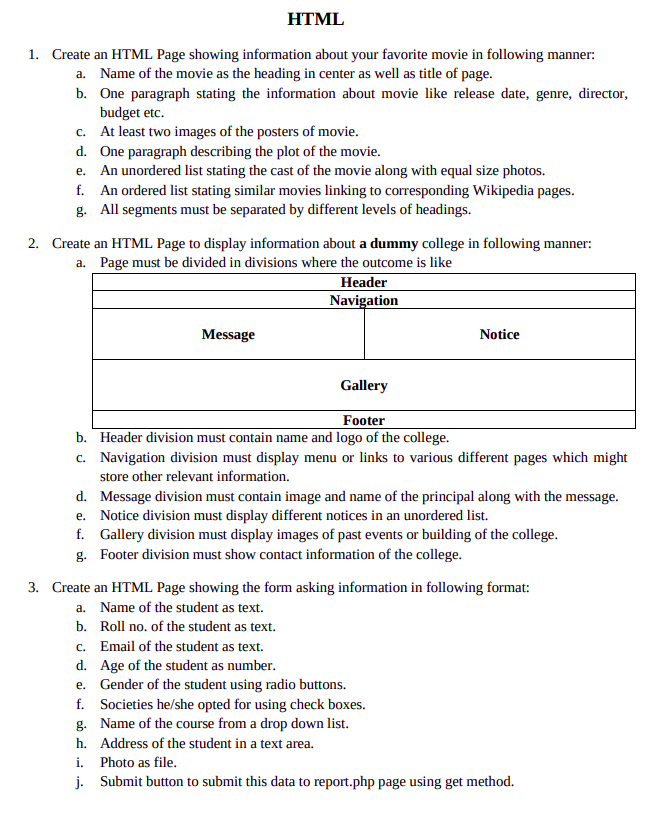 HTML
1. Create an HTML Page showing information about your favorite movie in following manner:
a. Name of the movie as the heading in center as well as title of page.
b. One paragraph stating the information about movie like release date, genre, director,
budget etc.
c. At least two images of the posters of movie.
d. One paragraph describing the plot of the movie.
e. An unordered list stating the cast of the movie along with equal size photos.
f. An ordered list stating similar movies linking to corresponding Wikipedia pages.
g. All segments must be separated by different levels of headings.
2. Create an HTML Page to display information about a dummy college in following manner:
a. Page must be divided in divisions where the outcome is like
Header
Navigation
Message Notice
Gallery
Footer
b. Header division must contain name and logo of the college.
c. Navigation division must display menu or links to various different pages which might
store other relevant information.
d. Message division must contain image and name of the principal along with the message.
e. Notice division must display different notices in an unordered list.
f. Gallery division must display images of past events or building of the college.
g. Footer division must show contact information of the college.
3. Create an HTML Page showing the form asking information in following format:
a. Name of the student as text.
b. Roll no. of the student as text.
c. Email of the student as text.
d. Age of the student as number.
e. Gender of the student using radio buttons.
f. Societies he/she opted for using check boxes.
g. Name of the course from a drop down list.
h. Address of the student in a text area.
i. Photo as file.
j. Submit button to submit this data to report.php page using get method.